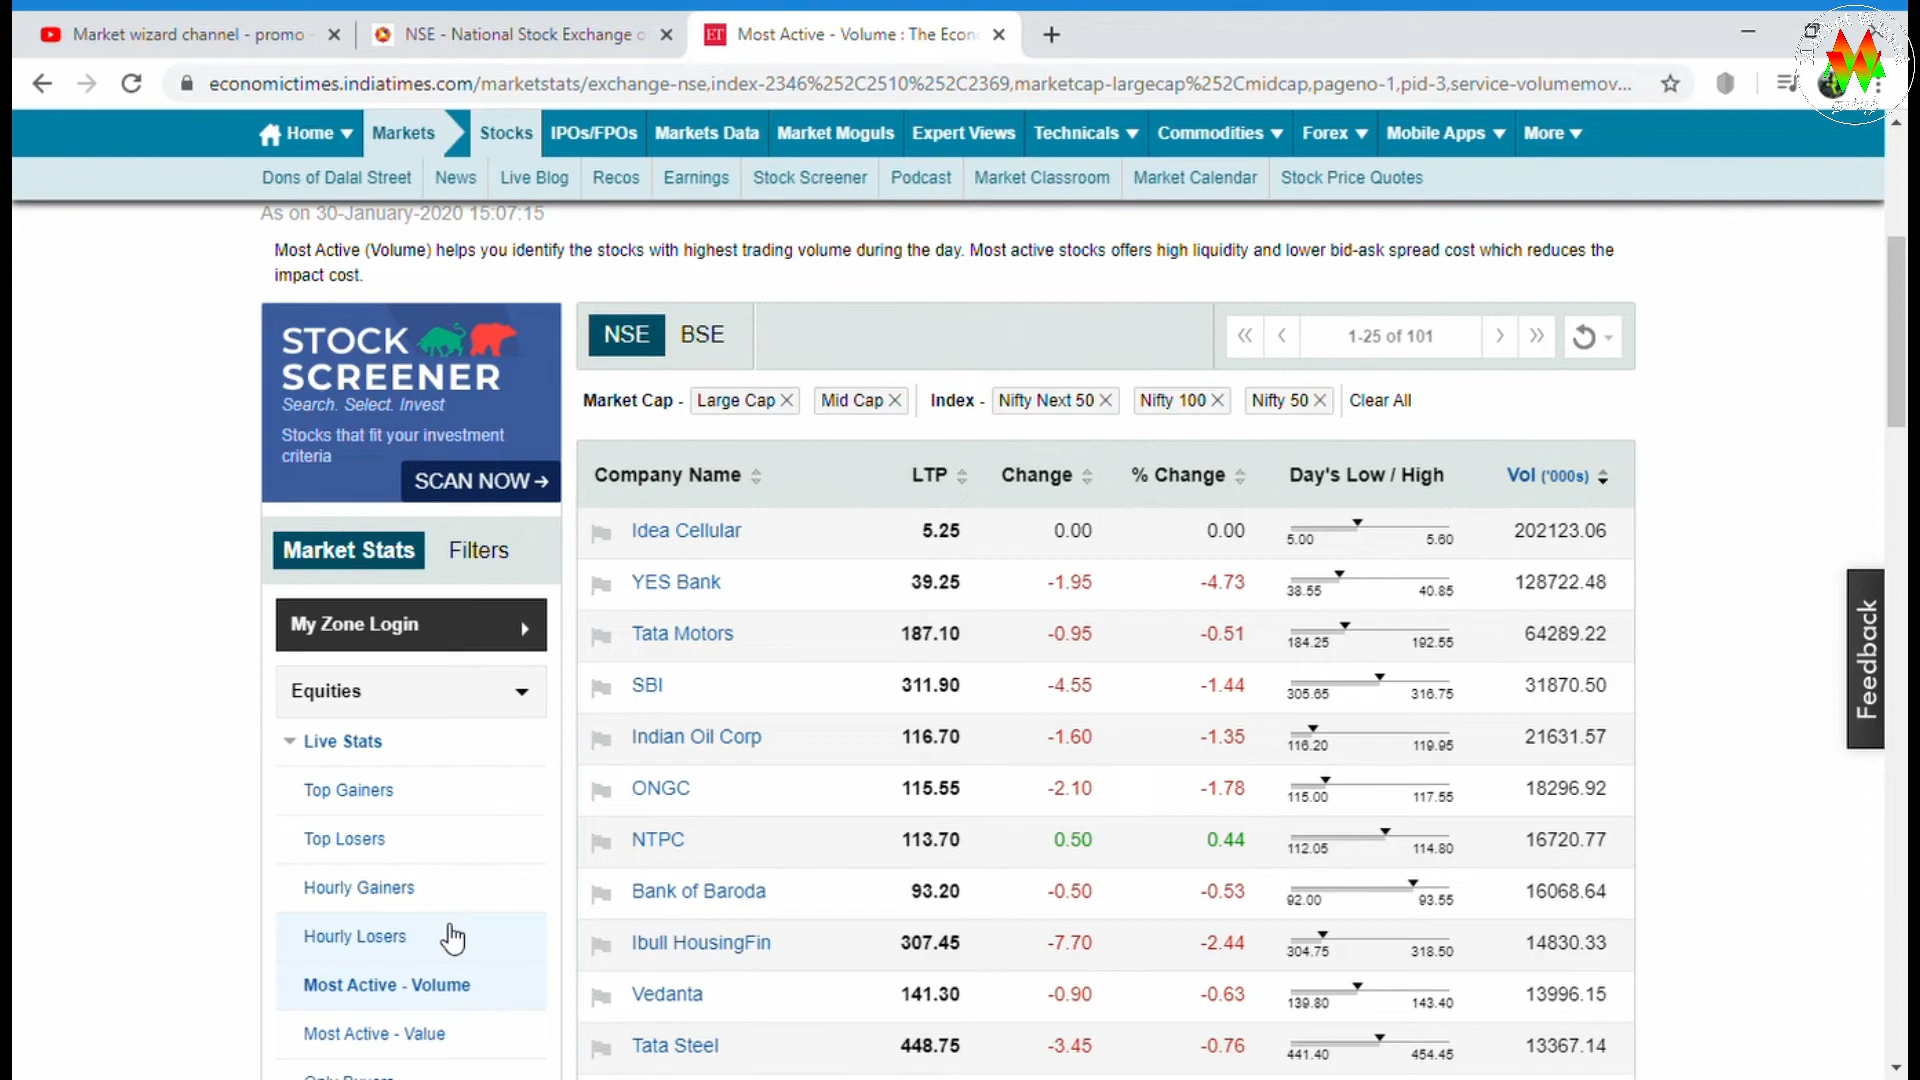 Market wizard channel - promo
NSE - National Stock Exchange o
ET
Most Active - Volume : The Econ
economictimes.indiatimes.com/marketstats/exchange-nse,index-2346%252C2510%252C2369,marketcap-largecap%252Cmidcap,pageno-1,pid-3,service-volumemov...
Home Markets Stocks IPOs/FPOs Markets Data Market Moguls Expert Views Technicals Commodities Forex Mobile Apps More
Dons of Dalal Street News Live Blog Recos Earnings Stock Screener Podcast Market Classroom Market Calendar Stock Price Quotes
As on 30-January-2020 15:07:15
Most Active (Volume) helps you identify the stocks with highest trading volume during the day. Most active stocks offers high liquidity and lower bid-ask spread cost which reduces the
impact cost.
STOCK
SCREENER
Search. Select. Invest
Stocks that fit your investment
criteria
SCAN NOW →
Market Stats Filters
My Zone Login
Equities
Live Stats
Top Gainers
Top Losers
Hourly Gainers
Hourly Losers
Most Active - Volume
Most Active - Value
NSE BSE
1-25 of 101
Market Cap - Large Cap Mid Cap Index - Nifty Next 50 Nifty 100 Nifty 50 Clear All
Company Name LTP Change % Change Day's Low / High Vol ('000s)
Idea Cellular 5.25 0.00 0.00 5.00 5.60 202123.06
YES Bank 39.25 -1.95 -4.73 38.55 40.85 128722.48
Tata Motors 187.10 -0.95 -0.51 184.25 192.55 64289.22
SBI 311.90 -4.55 -1.44 305.65 316.75 31870.50
Indian Oil Corp 116.70 -1.60 -1.35 116.20 119.95 21631.57
ONGC 115.55 -2.10 -1.78 115.00 117.55 18296.92
NTPC 113.70 0.50 0.44 112.05 114.80 16720.77
Bank of Baroda 93.20 -0.50 -0.53 92.00 93.55 16068.64
Ibull HousingFin 307.45 -7.70 -2.44 304.75 318.50 14830.33
Vedanta 141.30 -0.90 -0.63 139.80 143.40 13996.15
Tata Steel 448.75 -3.45 -0.76 441.40 454.45 13367.14
Feedback